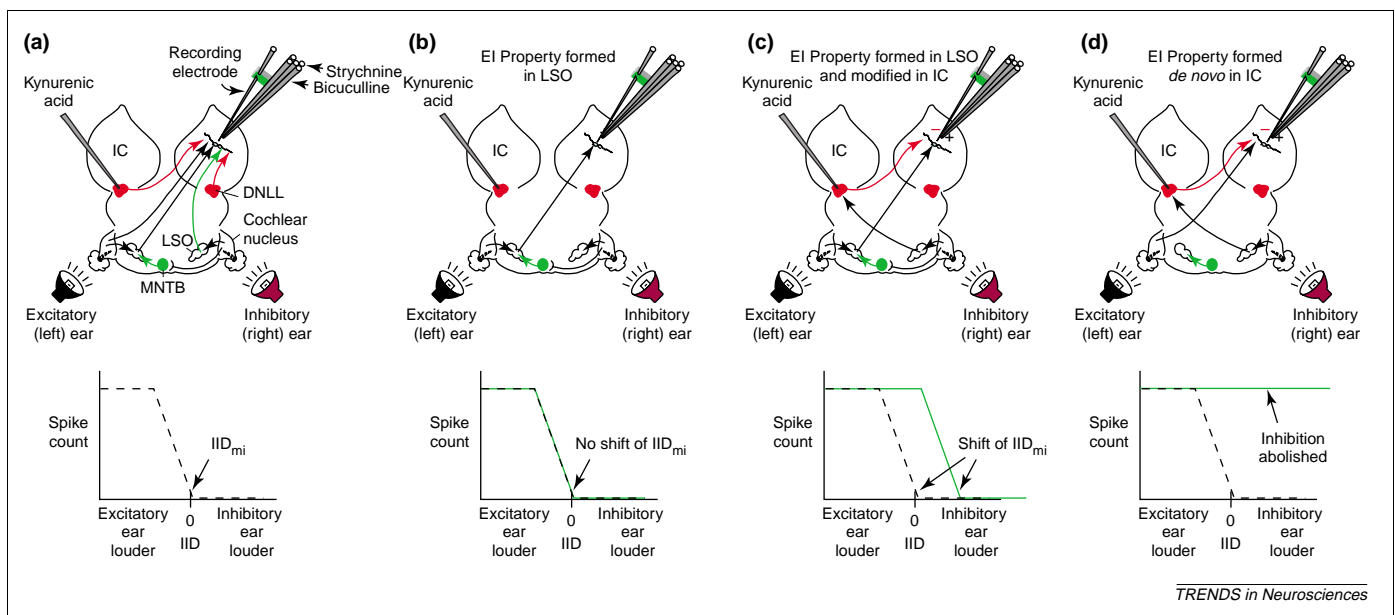 (a)
Recording
electrode
Strychnine
Bicuculline
Kynurenic
acid
IC
DNLL
Cochlear
nucleus
LSO
MNTB
Excitatory
(left) ear
Inhibitory
(right) ear
Spike
count
IIDmi
0
Excitatory
ear
louder
IID
Inhibitory
ear
louder
(b)
EI Property formed
in LSO
Kynurenic
acid
IC
Excitatory
(left) ear
Inhibitory
(right) ear
Spike
count
No shift of IIDmi
0
Excitatory
ear
louder
IID
Inhibitory
ear
louder
(c)
EI Property formed in LSO
and modified in IC
Kynurenic
acid
IC
–
+
Excitatory
(left) ear
Inhibitory
(right) ear
Spike
count
Shift of IIDmi
0
Excitatory
ear
louder
IID
Inhibitory
ear
louder
(d)
EI Property formed
de novo in IC
Kynurenic
acid
IC
–
+
Excitatory
(left) ear
Inhibitory
(right) ear
Spike
count
Inhibition
abolished
0
Excitatory
ear
louder
IID
Inhibitory
ear
louder
TRENDS in Neurosciences